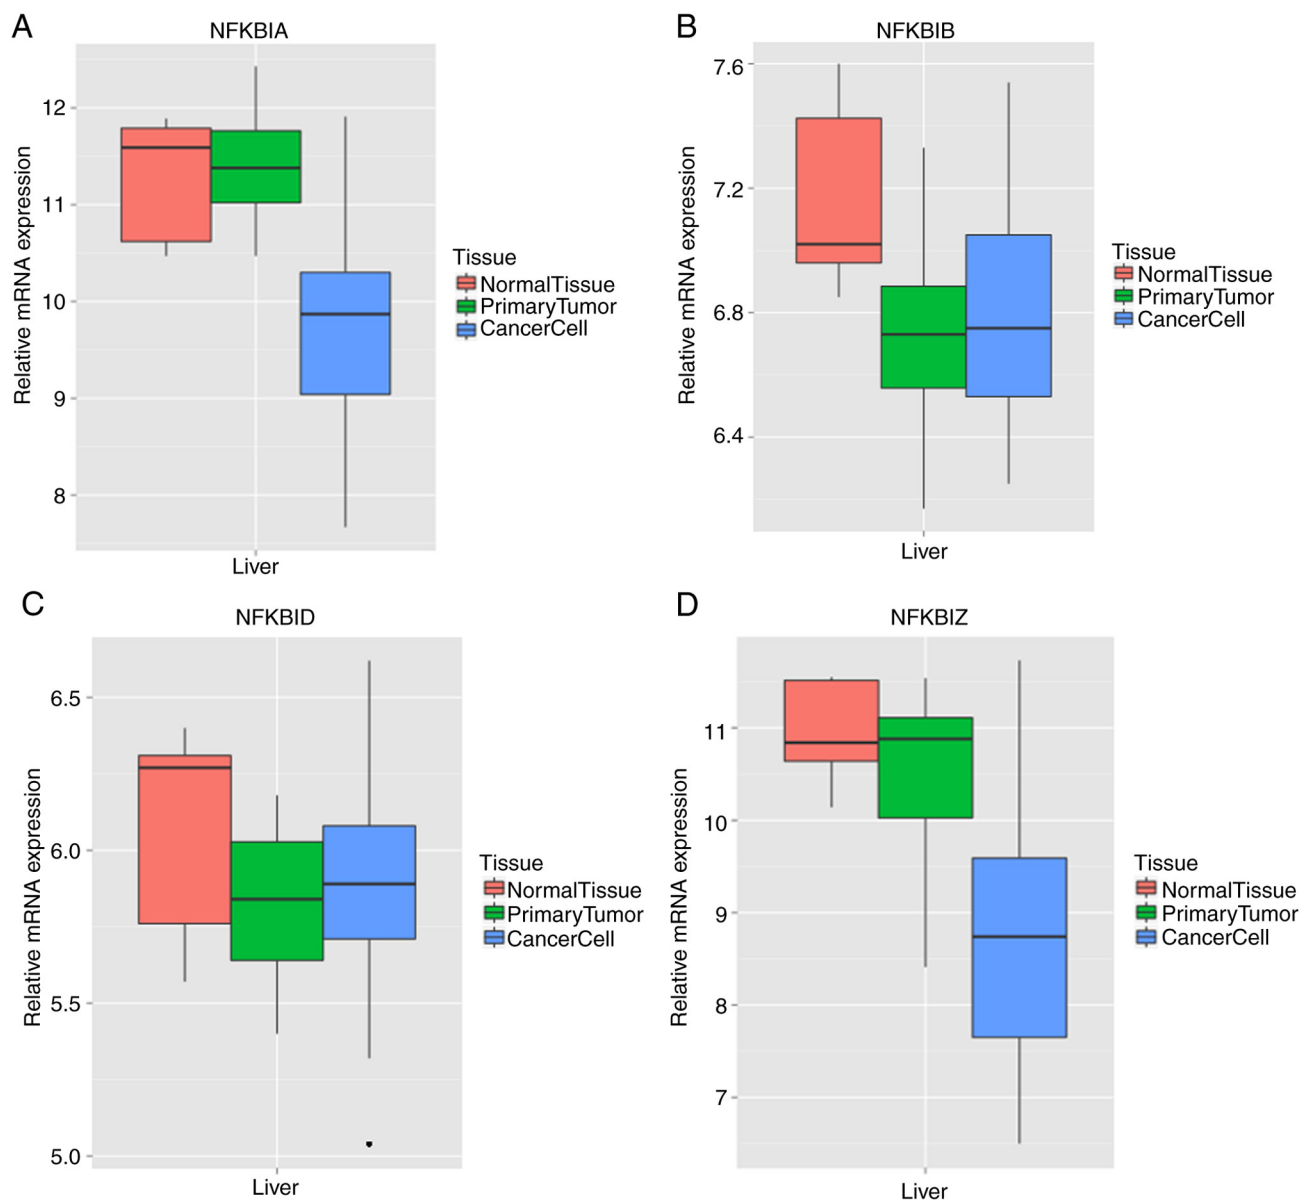 A
NFKBIA
Relative mRNA expression
12
11
10
9
8
Liver
Tissue
NormalTissue
PrimaryTumor
CancerCell
B
NFKBIB
Relative mRNA expression
7.6
7.2
6.8
6.4
Liver
Tissue
NormalTissue
PrimaryTumor
CancerCell
C
NFKBID
Relative mRNA expression
6.5
6.0
5.5
5.0
Liver
Tissue
NormalTissue
PrimaryTumor
CancerCell
D
NFKBIZ
Relative mRNA expression
11
10
9
8
7
Liver
Tissue
NormalTissue
PrimaryTumor
CancerCell